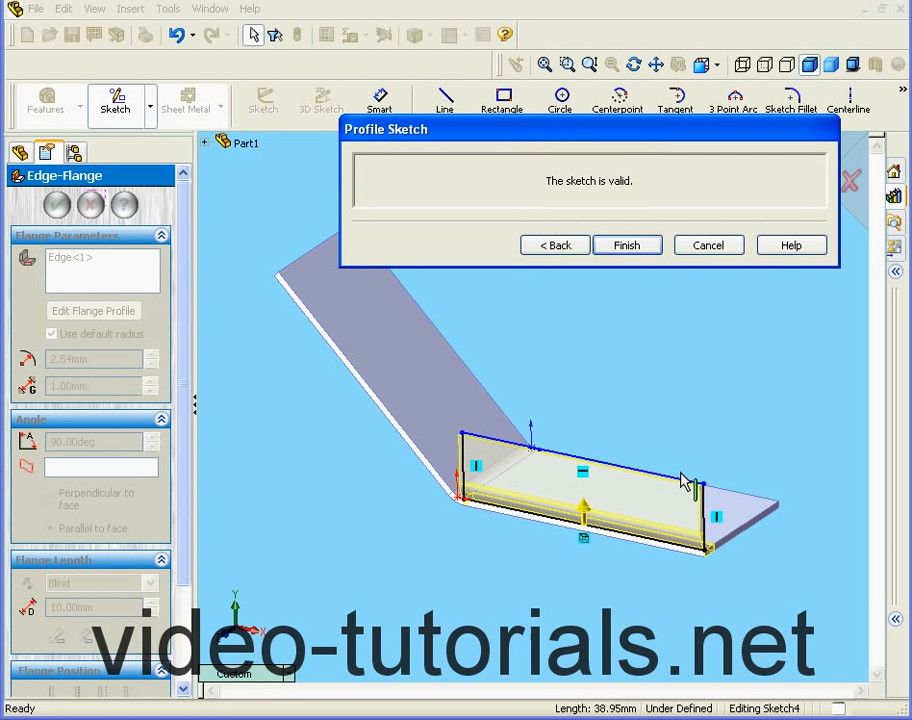 File Edit View Insert Tools Window Help
Features Sketch Sheet Metal Sketch 3D Sketch Smart Line Rectangle Circle Centerpoint Tangent 3 Point Arc Sketch Fillet Centerline
Profile Sketch
Part1
Edge-Flange
The sketch is valid.
< Back Finish Cancel Help
Flange Parameters
Edge<1>
Edit Flange Profile
Use default radius
2.54mm
G
1.00mm
Angle
A
90.00deg
Perpendicular to
face
Parallel to face
Flange Length
Blind
D
10.00mm
Y
X
video-tutorials.net
Flange Position
Custom
Ready Length: 38.95mm Under Defined Editing Sketch4